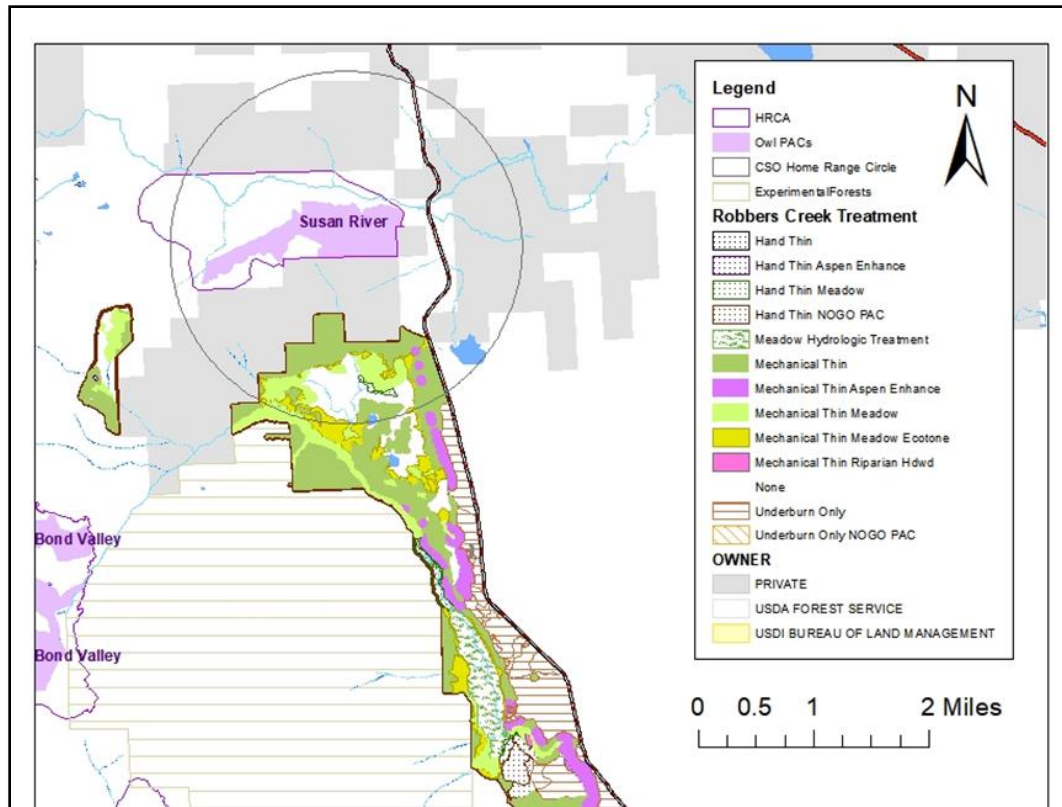 Legend
N
HRCA
Owl PACs
CSO Home Range Circle
ExperimentalForests
Robbers Creek Treatment
Hand Thin
Hand Thin Aspen Enhance
Hand Thin Meadow
Hand Thin NOGO PAC
Meadow Hydrologic Treatment
Mechanical Thin
Mechanical Thin Aspen Enhance
Mechanical Thin Meadow
Mechanical Thin Meadow Ecotone
Mechanical Thin Riparian Hdwd
None
Underburn Only
Underburn Only NOGO PAC
OWNER
PRIVATE
USDA FOREST SERVICE
USDI BUREAU OF LAND MANAGEMENT
Susan River
Bond Valley
Bond Valley
0 0.5 1 2 Miles